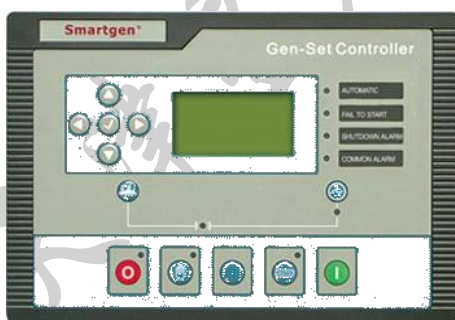 Smartgen
Gen-Set Controller
AUTOMATIC
FAIL TO START
SHUTDOWN ALARM
COMMON ALARM